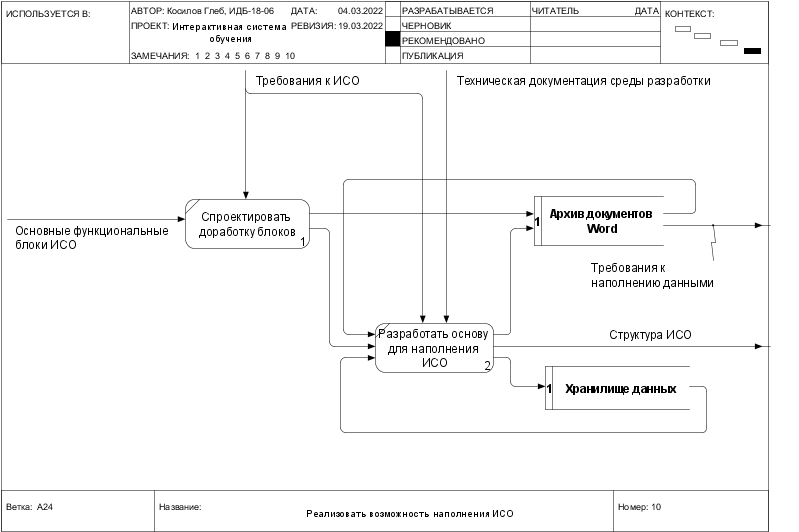 ИСПОЛЬЗУЕТСЯ В:
АВТОР: Косилов Глеб, ИДБ-18-06
ДАТА: 04.03.2022
ПРОЕКТ: Интерактивная система
обучения
РЕВИЗИЯ: 19.03.2022
ЗАМЕЧАНИЯ: 1 2 3 4 5 6 7 8 9 10
РАЗРАБАТЫВАЕТСЯ
ЧЕРНОВИК
РЕКОМЕНДОВАНО
ПУБЛИКАЦИЯ
ЧИТАТЕЛЬ ДАТА
КОНТЕКСТ:
Требования к ИСО
Техническая документация среды разработки
Основные функциональные
блоки ИСО
Спроектировать
доработку блоков
1
1
Архив документов
Word
Требования к
наполнению данными
Разработать основу
для наполнения
ИСО
2
Структура ИСО
1
Хранилище данных
Ветка: A24
Название:
Реализовать возможность наполнения ИСО
Номер: 10